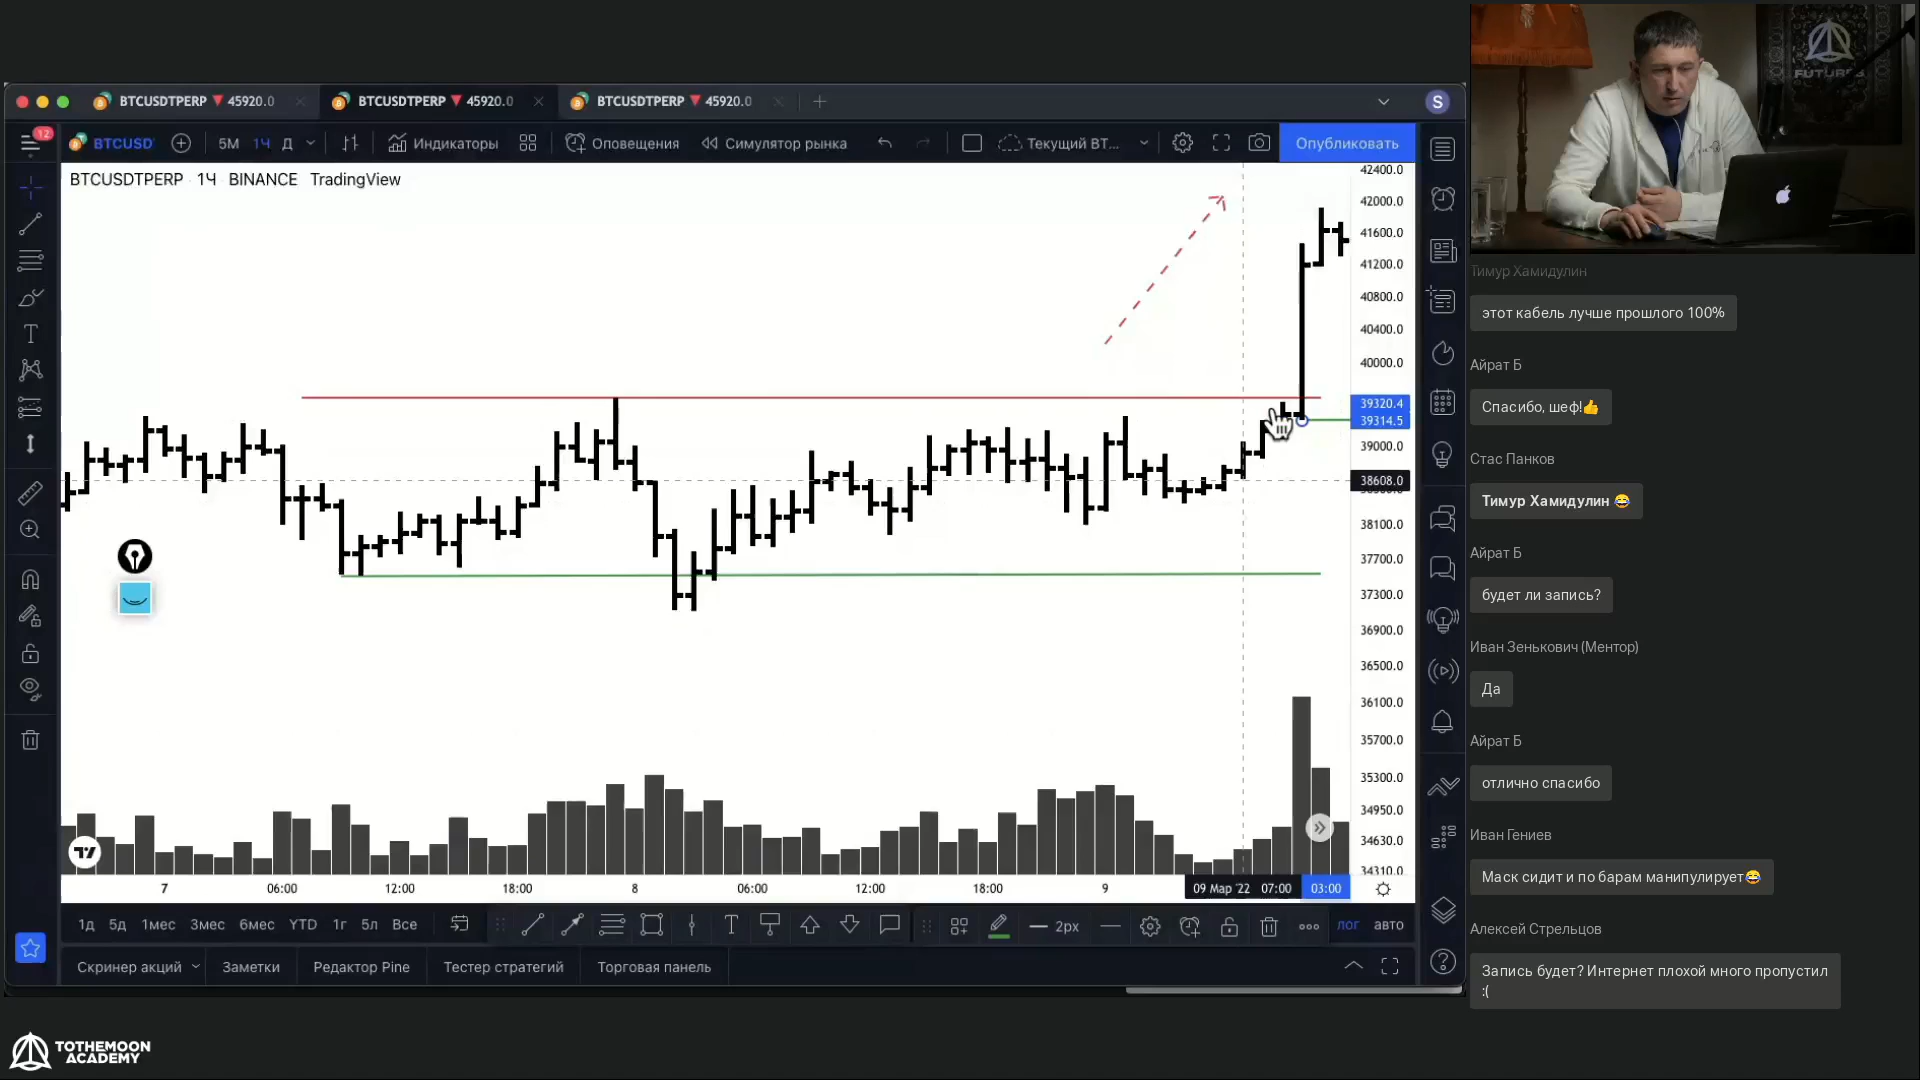 BTCUSDTPERP 45920.0
BTCUSDTPERP 45920.0
BTCUSDTPERP 45920.0
S
12
BTCUSD
5М 1Ч Д
Индикаторы
Оповещения
Симулятор рынка
Текущий BT...
Опубликовать
BTCUSDTPERP · 1Ч BINANCE TradingView
42400.0
42000.0
41600.0
41200.0
40800.0
40400.0
40000.0
39320.4
39314.5
39000.0
38608.0
38100.0
37700.0
37300.0
36900.0
36500.0
36100.0
35700.0
35300.0
34950.0
34630.0
34310.0
7 06:00 12:00 18:00 8 06:00 12:00 18:00 9 09 Мар '22 07:00 03:00
1д 5д 1мес 3мес 6мес YTD 1г 5л Все
2px
лог авто
Скринер акций
Заметки
Редактор Pine
Тестер стратегий
Торговая панель
TOTHEMOON
ACADEMY
FUTURES
Тимур Хамидулин
этот кабель лучше прошлого 100%
Айрат Б
Спасибо, шеф!👍
Стас Панков
Тимур Хамидулин 😂
Айрат Б
будет ли запись?
Иван Зенькович (Ментор)
Да
Айрат Б
отлично спасибо
Иван Гениев
Маск сидит и по барам манипулирует😂
Алексей Стрельцов
Запись будет? Интернет плохой много пропустил
:(